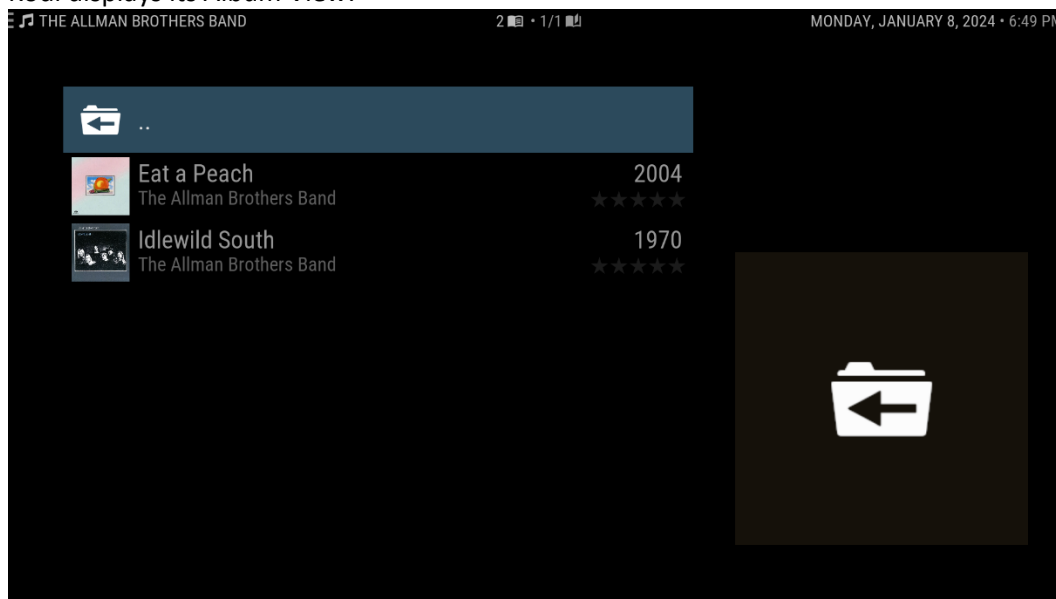 THE ALLMAN BROTHERS BAND
2 • 1/1
MONDAY, JANUARY 8, 2024 • 6:49 PM
..
Eat a Peach
2004
The Allman Brothers Band
Idlewild South
1970
The Allman Brothers Band